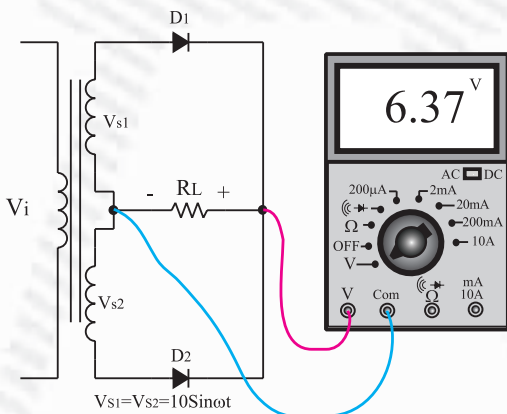 D1
Vs1
Vi
- RL +
Vs2
D2
VS1=VS2=10Sinωt
6.37 V
AC DC
200µA
2mA
20mA
200mA
10A
Ω
OFF
V
V
Com
Ω
mA
10A